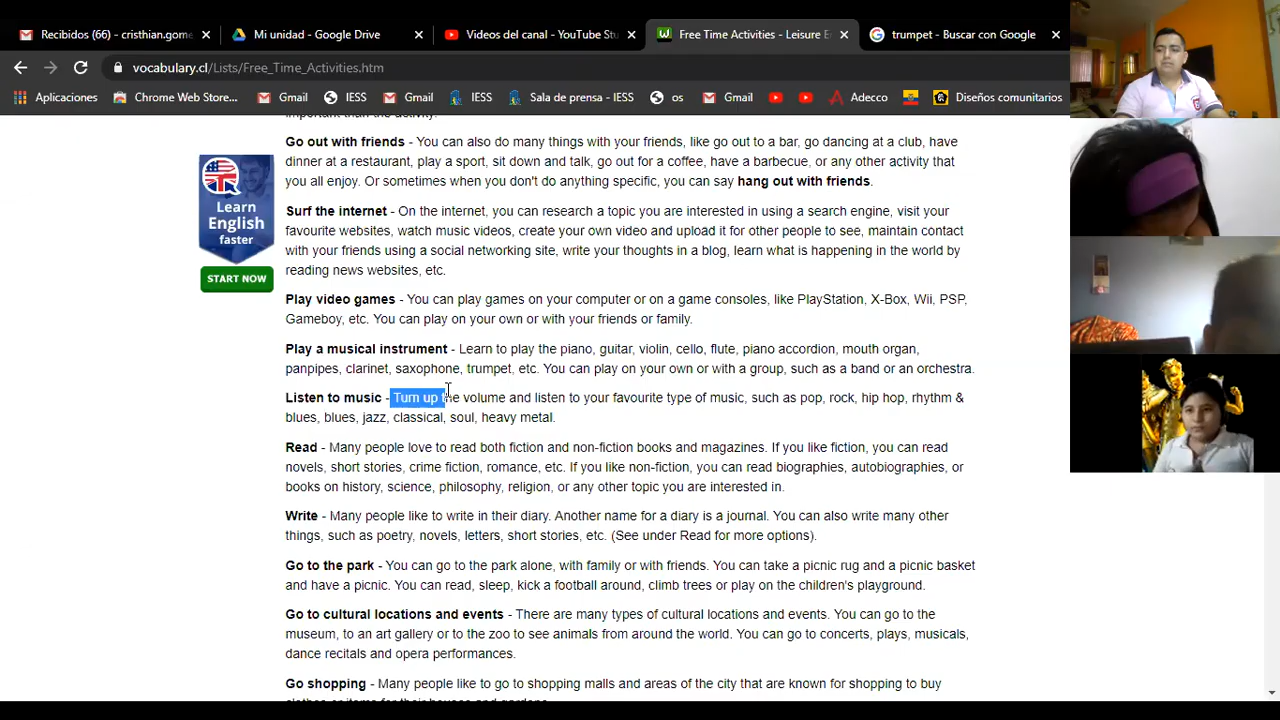 Recibidos (66) - cristhian.gome
Mi unidad - Google Drive
Videos del canal - YouTube Stu
Free Time Activities - Leisure E
trumpet - Buscar con Google
vocabulary.cl/Lists/Free_Time_Activities.htm
Aplicaciones
Chrome Web Store...
Gmail
IESS
Gmail
IESS
Sala de prensa - IESS
os
Gmail
Adecco
Diseños comunitarios
important than the activity.
Go out with friends - You can also do many things with your friends, like go out to a bar, go dancing at a club, have
dinner at a restaurant, play a sport, sit down and talk, go out for a coffee, have a barbecue, or any other activity that
you all enjoy. Or sometimes when you don't do anything specific, you can say hang out with friends.
Learn
English
faster
START NOW
Surf the internet - On the internet, you can research a topic you are interested in using a search engine, visit your
favourite websites, watch music videos, create your own video and upload it for other people to see, maintain contact
with your friends using a social networking site, write your thoughts in a blog, learn what is happening in the world by
reading news websites, etc.
Play video games - You can play games on your computer or on a game consoles, like PlayStation, X-Box, Wii, PSP,
Gameboy, etc. You can play on your own or with your friends or family.
Play a musical instrument - Learn to play the piano, guitar, violin, cello, flute, piano accordion, mouth organ,
panpipes, clarinet, saxophone, trumpet, etc. You can play on your own or with a group, such as a band or an orchestra.
Listen to music - Turn up the volume and listen to your favourite type of music, such as pop, rock, hip hop, rhythm &
blues, blues, jazz, classical, soul, heavy metal.
Read - Many people love to read both fiction and non-fiction books and magazines. If you like fiction, you can read
novels, short stories, crime fiction, romance, etc. If you like non-fiction, you can read biographies, autobiographies, or
books on history, science, philosophy, religion, or any other topic you are interested in.
Write - Many people like to write in their diary. Another name for a diary is a journal. You can also write many other
things, such as poetry, novels, letters, short stories, etc. (See under Read for more options).
Go to the park - You can go to the park alone, with family or with friends. You can take a picnic rug and a picnic basket
and have a picnic. You can read, sleep, kick a football around, climb trees or play on the children's playground.
Go to cultural locations and events - There are many types of cultural locations and events. You can go to the
museum, to an art gallery or to the zoo to see animals from around the world. You can go to concerts, plays, musicals,
dance recitals and opera performances.
Go shopping - Many people like to go to shopping malls and areas of the city that are known for shopping to buy